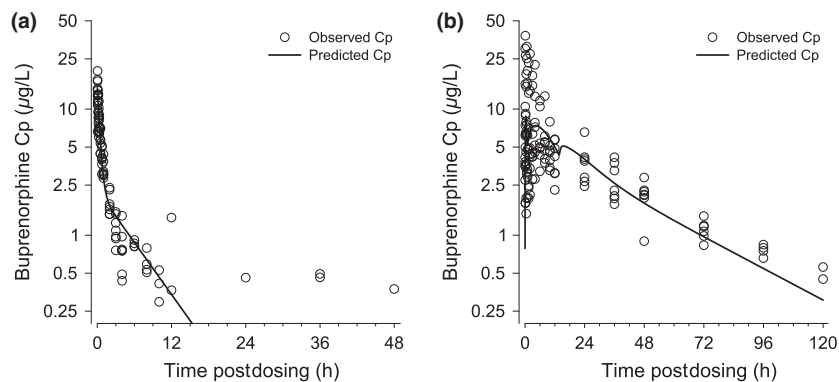 (a)
50
25
10
5
2.5
1
0.5
0.25
Buprenorphine Cp (µg/L)
Observed Cp
Predicted Cp
0 12 24 36 48
Time postdosing (h)
(b)
50
25
10
5
2.5
1
0.5
0.25
Buprenorphine Cp (µg/L)
Observed Cp
Predicted Cp
0 24 48 72 96 120
Time postdosing (h)